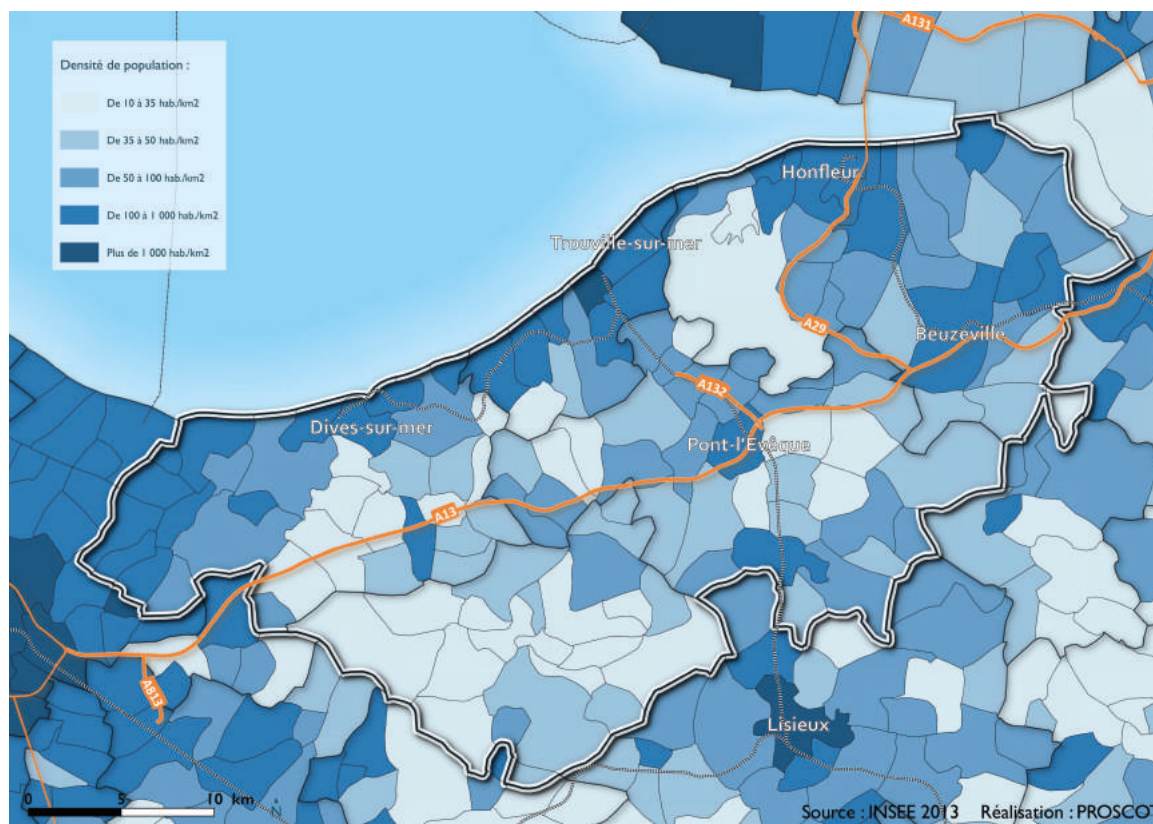 A131
Densité de population :
De 10 à 35 hab./km2
De 35 à 50 hab./km2
De 50 à 100 hab./km2
De 100 à 1 000 hab./km2
Plus de 1 000 hab./km2
Honfleur
Trouville-sur-mer
A29
Beuzeville
A132
Dives-sur-mer
Pont-l'Evêque
A13
A813
Lisieux
0 5 10 km
N
Source : INSEE 2013 Réalisation : PROSCOT